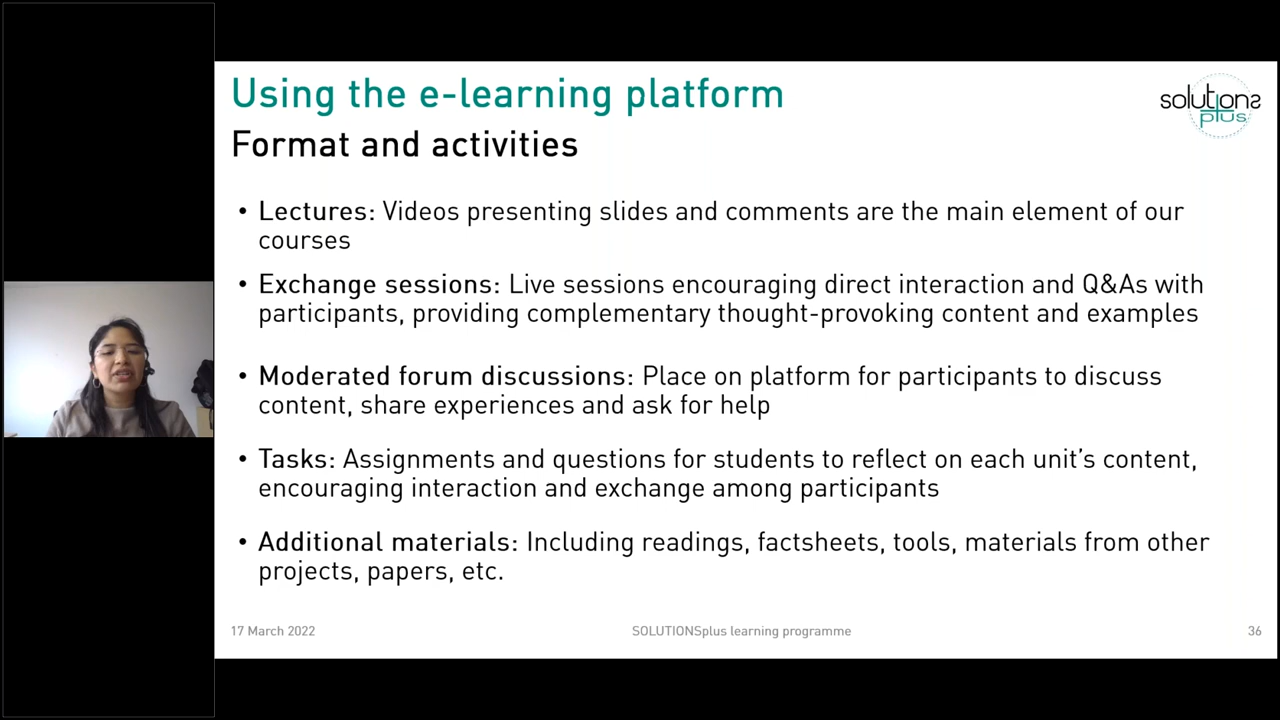 Using the e-learning platform
Format and activities
solutions
plus
• Lectures: Videos presenting slides and comments are the main element of our
courses
• Exchange sessions: Live sessions encouraging direct interaction and Q&As with
participants, providing complementary thought-provoking content and examples
• Moderated forum discussions: Place on platform for participants to discuss
content, share experiences and ask for help
• Tasks: Assignments and questions for students to reflect on each unit’s content,
encouraging interaction and exchange among participants
• Additional materials: Including readings, factsheets, tools, materials from other
projects, papers, etc.
17 March 2022
SOLUTIONSplus learning programme
36